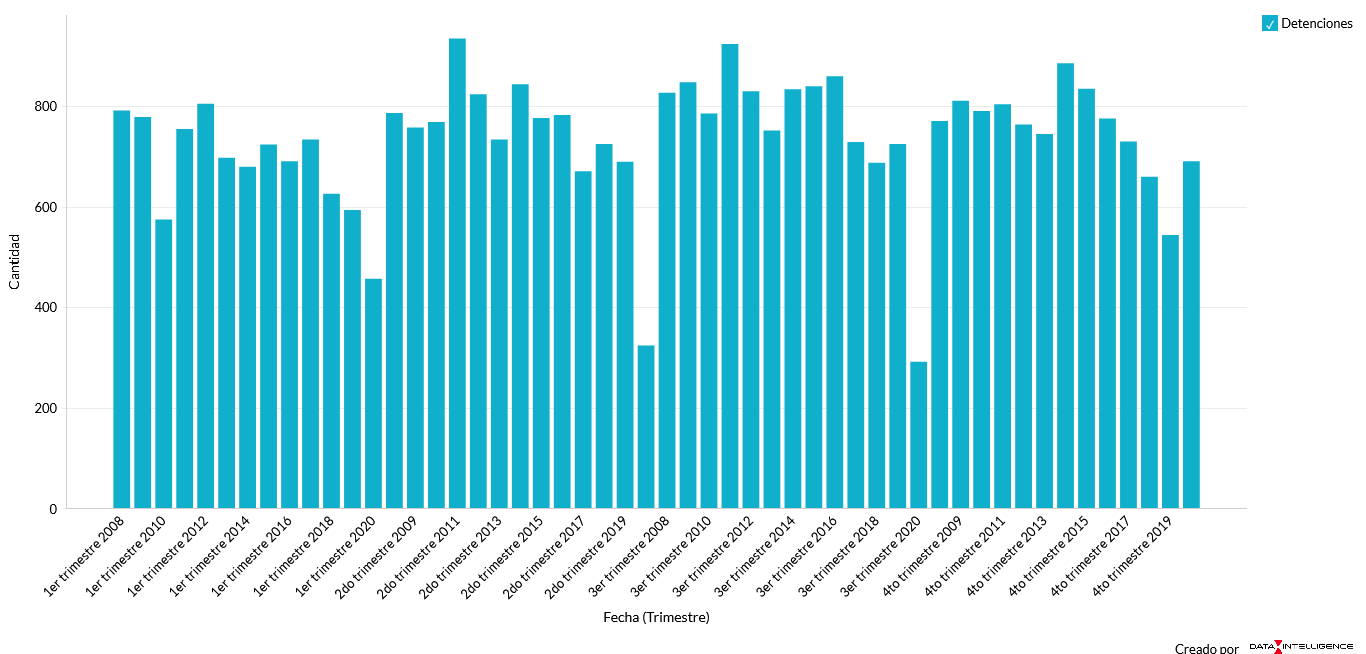 Detenciones
800
600
400
200
0
Cantidad
1er trimestre 2008
1er trimestre 2010
1er trimestre 2012
1er trimestre 2014
1er trimestre 2016
1er trimestre 2018
1er trimestre 2020
2do trimestre 2009
2do trimestre 2011
2do trimestre 2013
2do trimestre 2015
2do trimestre 2017
2do trimestre 2019
3er trimestre 2008
3er trimestre 2010
3er trimestre 2012
3er trimestre 2014
3er trimestre 2016
3er trimestre 2018
3er trimestre 2020
4to trimestre 2009
4to trimestre 2011
4to trimestre 2013
4to trimestre 2015
4to trimestre 2017
4to trimestre 2019
Fecha (Trimestre)
Creado por DATA INTELLIGENCE